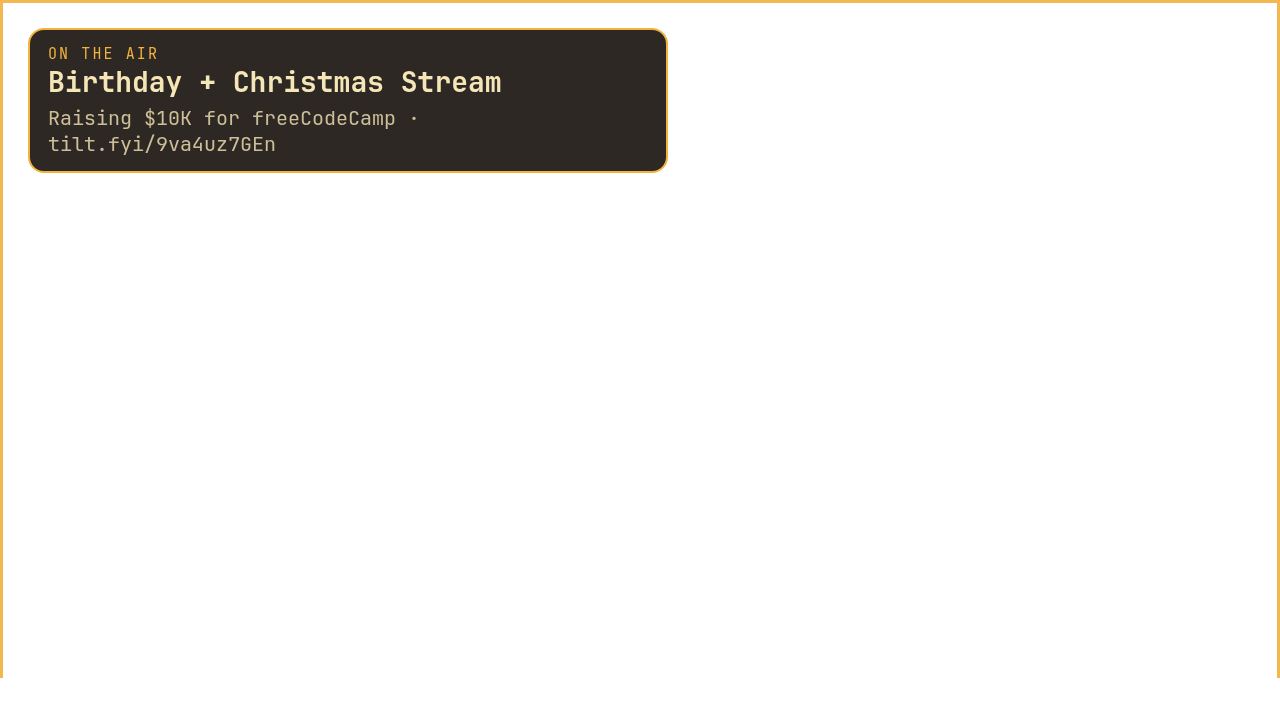 ON THE AIR
Birthday + Christmas Stream
Raising $10K for freeCodeCamp ·
tilt.fyi/9va4uz7GEn